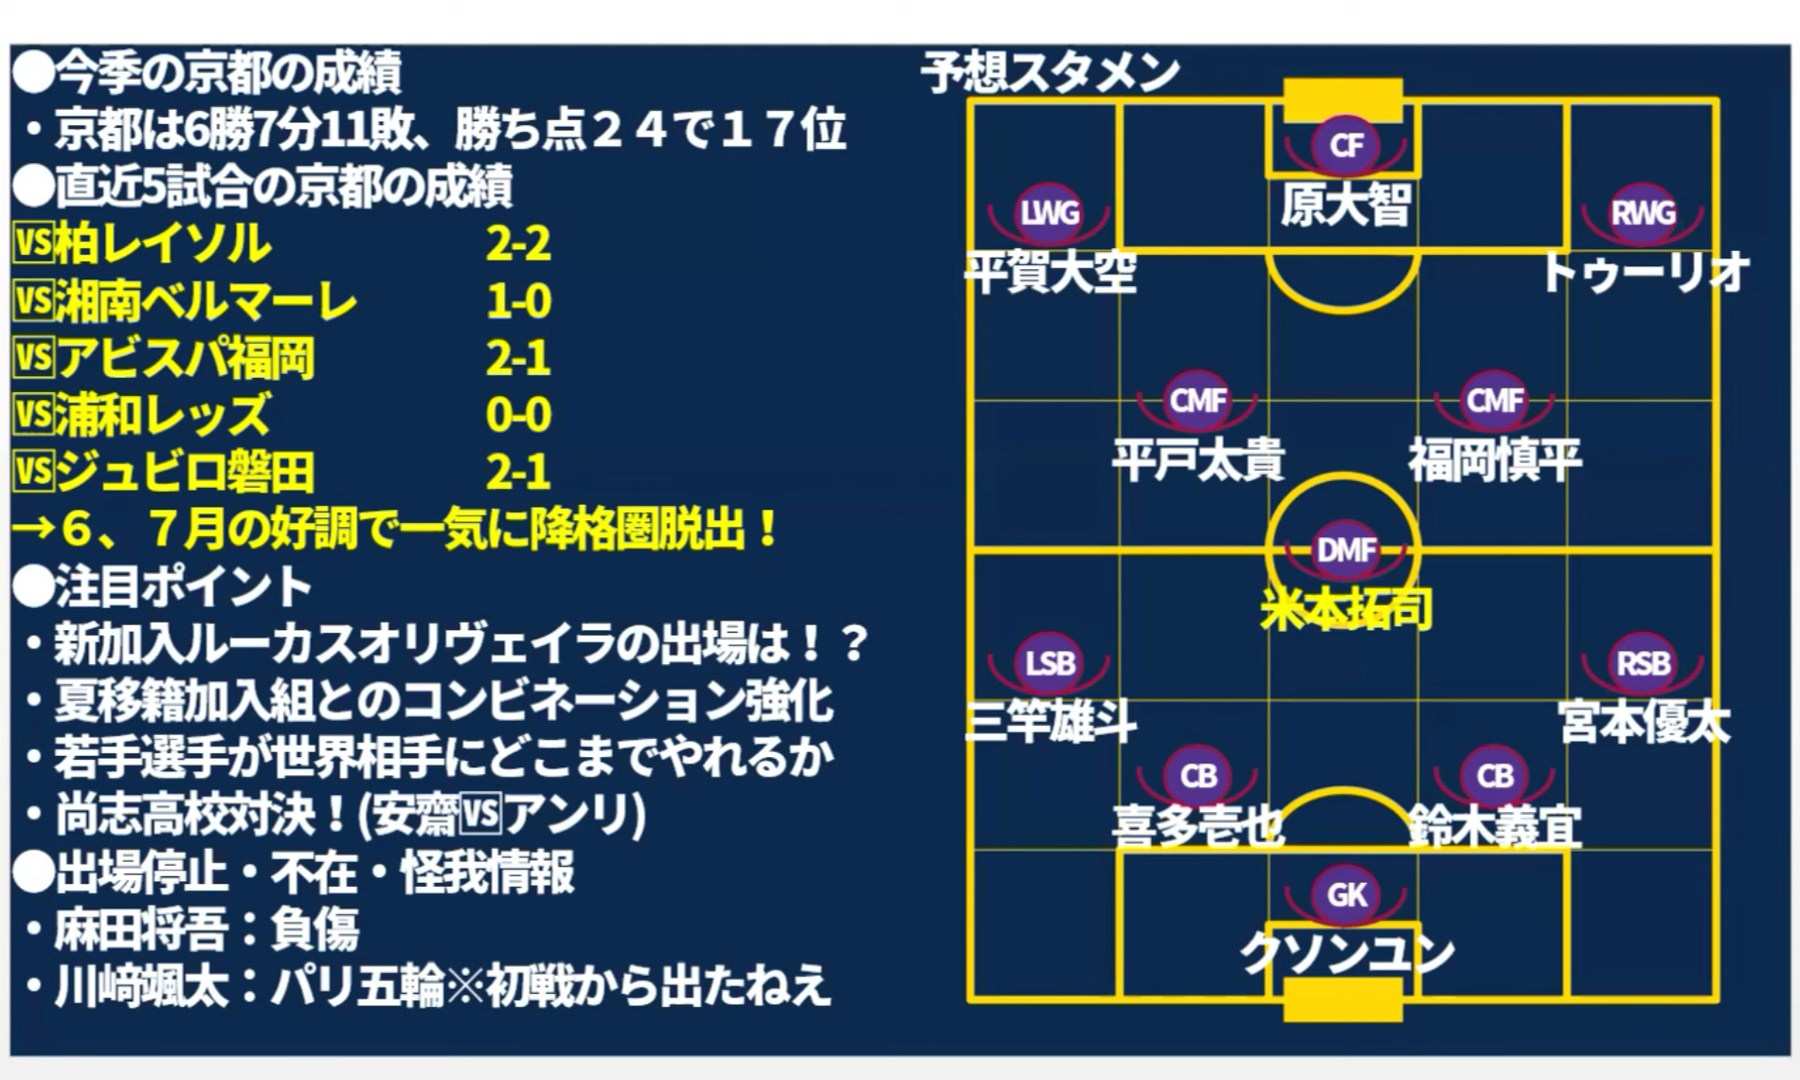 ●今季の京都の成績
・京都は6勝7分11敗、勝ち点２４で１７位
●直近5試合の京都の成績
🆚柏レイソル 2-2
🆚湘南ベルマーレ 1-0
🆚アビスパ福岡 2-1
🆚浦和レッズ 0-0
🆚ジュビロ磐田 2-1
→６、７月の好調で一気に降格圏脱出！
●注目ポイント
・新加入ルーカスオリヴェイラの出場は！？
・夏移籍加入組とのコンビネーション強化
・若手選手が世界相手にどこまでやれるか
・尚志高校対決！(安齋🆚アンリ)
●出場停止・不在・怪我情報
・麻田将吾：負傷
・川﨑颯太：パリ五輪※初戦から出たねえ
予想スタメン
CF
原大智
LWG
平賀大空
RWG
トゥーリオ
CMF
平戸太貴
CMF
福岡慎平
DMF
米本拓司
LSB
三竿雄斗
RSB
宮本優太
CB
喜多壱也
CB
鈴木義宜
GK
クソンユン